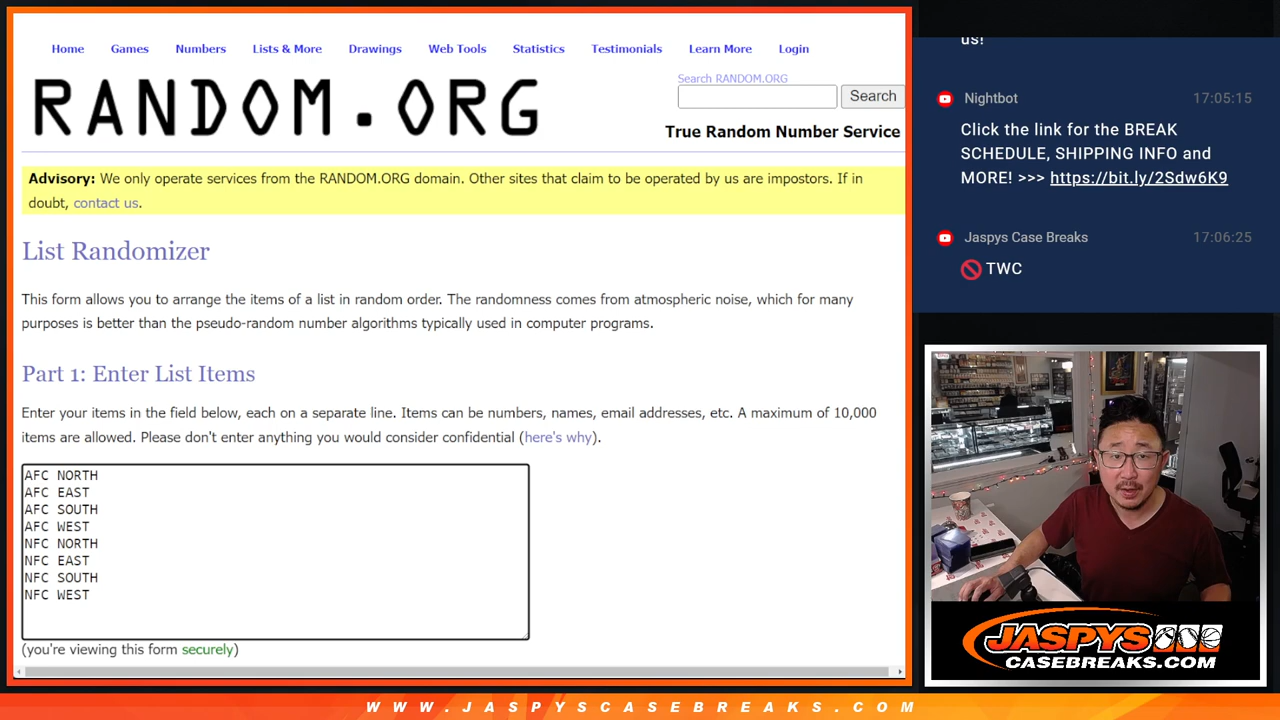 Home Games Numbers Lists & More Drawings Web Tools Statistics Testimonials Learn More Login
RANDOM.ORG
Search RANDOM.ORG
Search
True Random Number Service
Advisory: We only operate services from the RANDOM.ORG domain. Other sites that claim to be operated by us are impostors. If in
doubt, contact us.
List Randomizer
This form allows you to arrange the items of a list in random order. The randomness comes from atmospheric noise, which for many
purposes is better than the pseudo-random number algorithms typically used in computer programs.
Part 1: Enter List Items
Enter your items in the field below, each on a separate line. Items can be numbers, names, email addresses, etc. A maximum of 10,000
items are allowed. Please don't enter anything you would consider confidential (here's why).
AFC NORTH
AFC EAST
AFC SOUTH
AFC WEST
NFC NORTH
NFC EAST
NFC SOUTH
NFC WEST
(you're viewing this form securely)
us!
Nightbot 17:05:15
Click the link for the BREAK
SCHEDULE, SHIPPING INFO and
MORE! >>> https://bit.ly/2Sdw6K9
Jaspys Case Breaks 17:06:25
🚫 TWC
JASPYS
CASEBREAKS.COM
WWW.JASPYSCASEBREAKS.COM